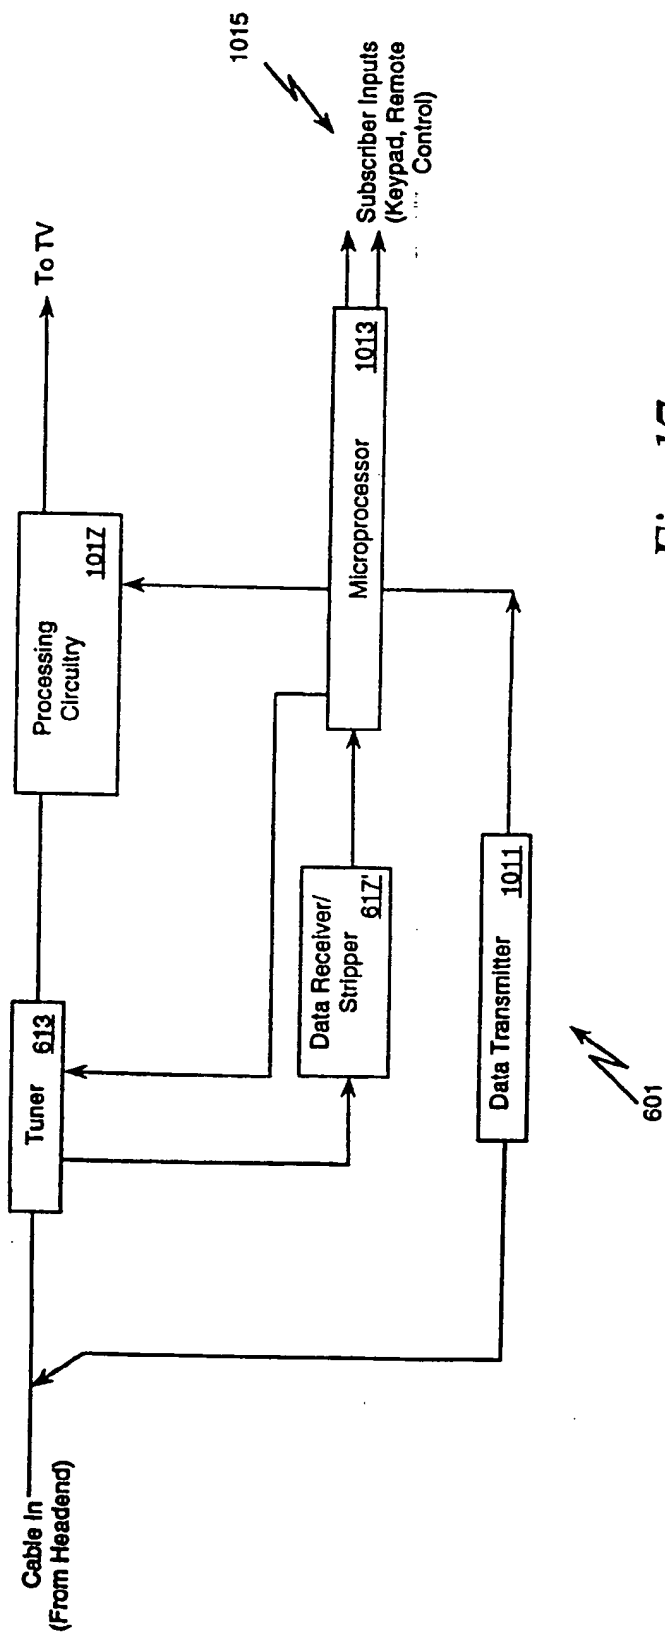 Cable In
(From Headend)
Tuner 613
Processing
Circuitry
1017
To TV
Data Receiver/
Stripper
617'
Microprocessor 1013
Subscriber Inputs
(Keypad, Remote
Control)
1015
Data Transmitter 1011
601